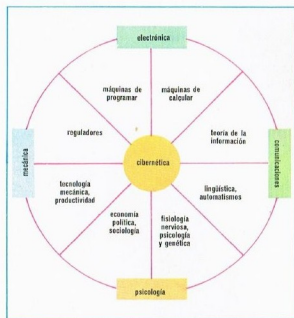 electrónica
máquinas de
programar
máquinas de
calcular
reguladores
teoría de la
información
mecánica
cibernética
comunicaciones
tecnología
mecánica,
productividad
lingüística,
automatismos
economía
política,
sociología
fisiología
nerviosa,
psicología
y genética
psicología